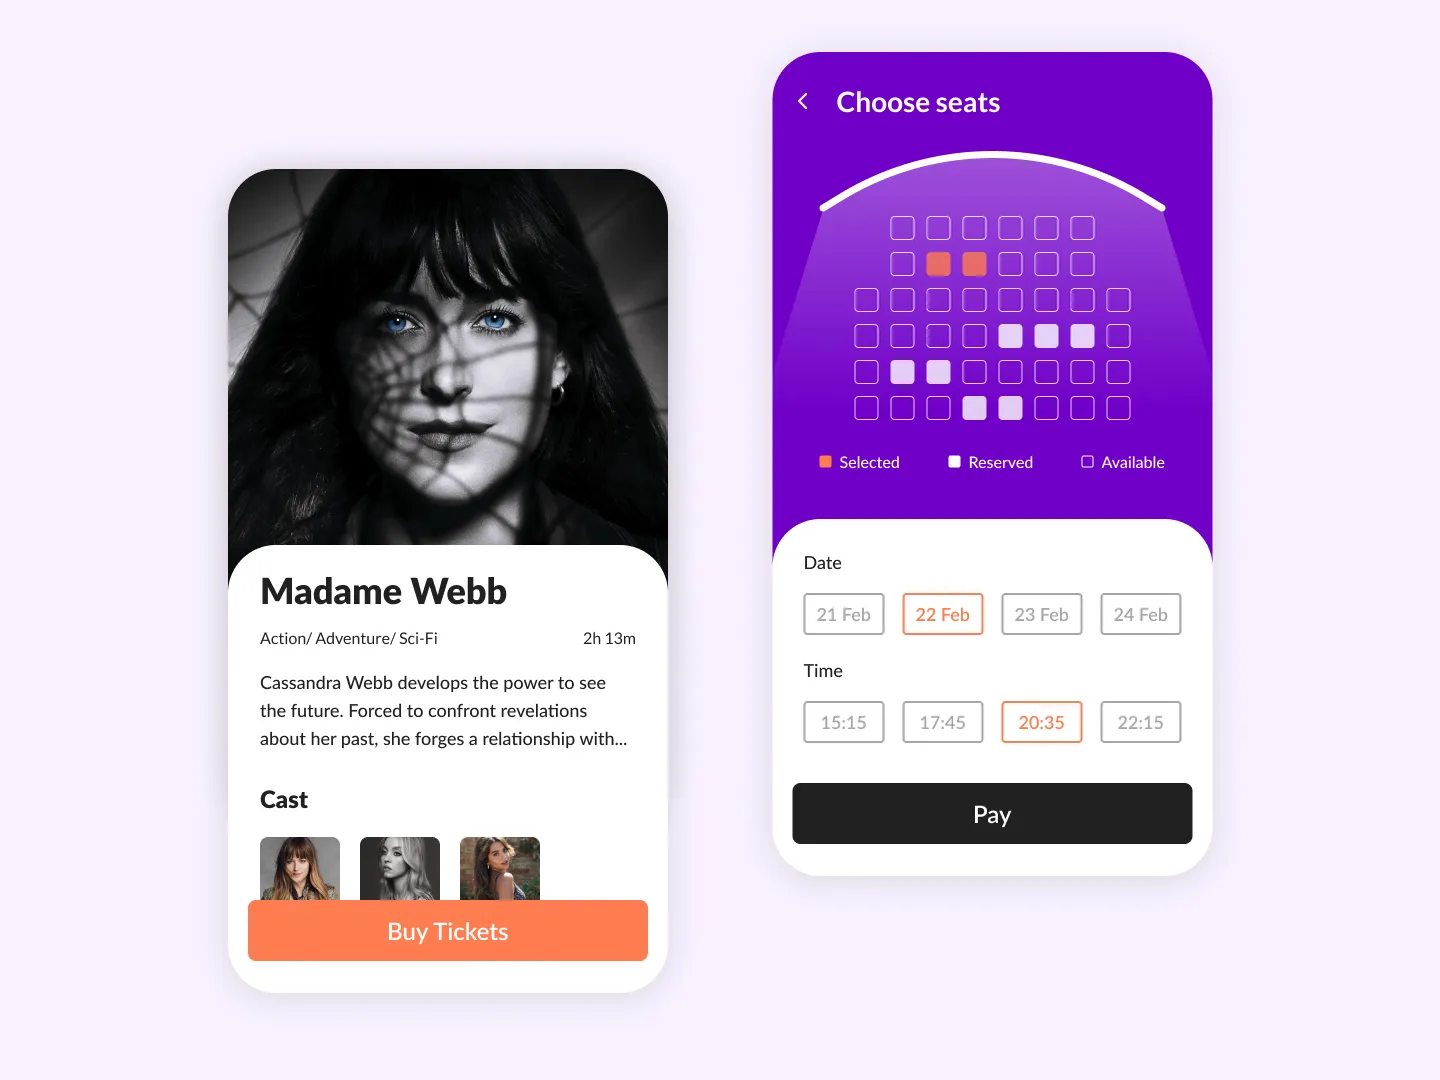 Madame Webb
Action/ Adventure/ Sci-Fi
2h 13m
Cassandra Webb develops the power to see
the future. Forced to confront revelations
about her past, she forges a relationship with...
Cast
Buy Tickets
Choose seats
Selected
Reserved
Available
Date
21 Feb
22 Feb
23 Feb
24 Feb
Time
15:15
17:45
20:35
22:15
Pay